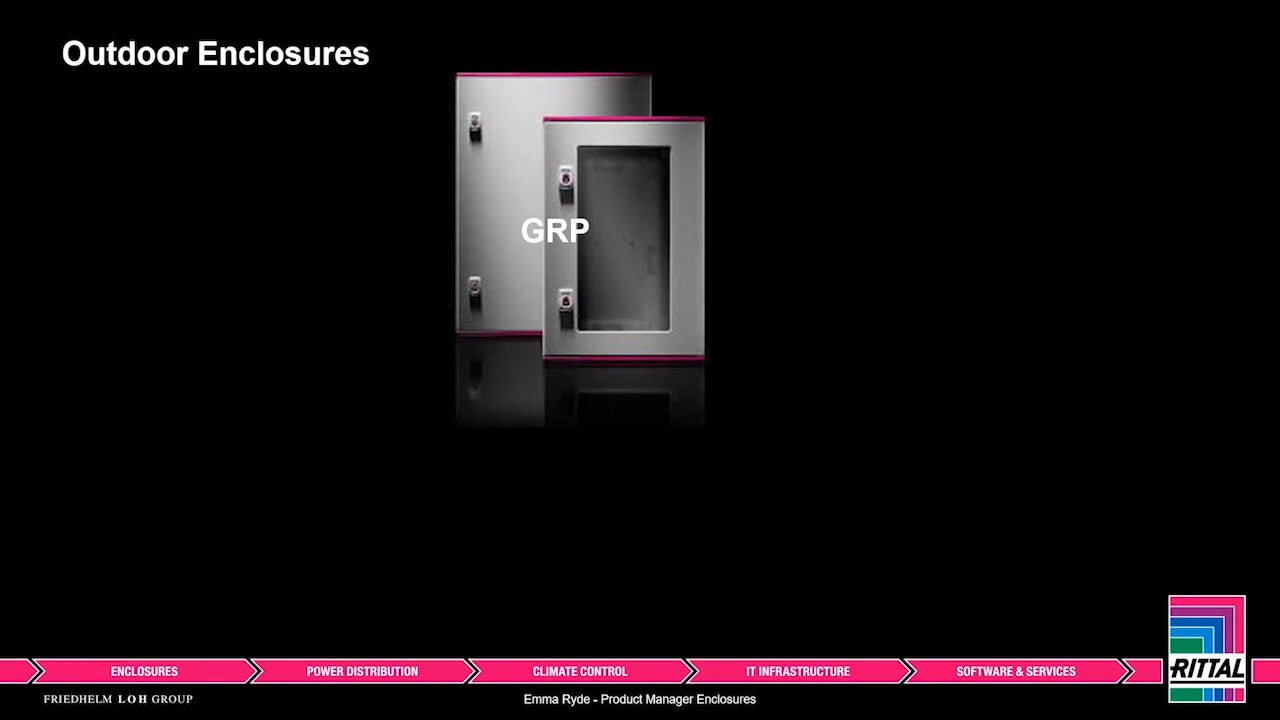 Outdoor Enclosures
GRP
ENCLOSURES
POWER DISTRIBUTION
CLIMATE CONTROL
IT INFRASTRUCTURE
SOFTWARE & SERVICES
RITTAL
FRIEDHELM LOH GROUP
Emma Ryde - Product Manager Enclosures